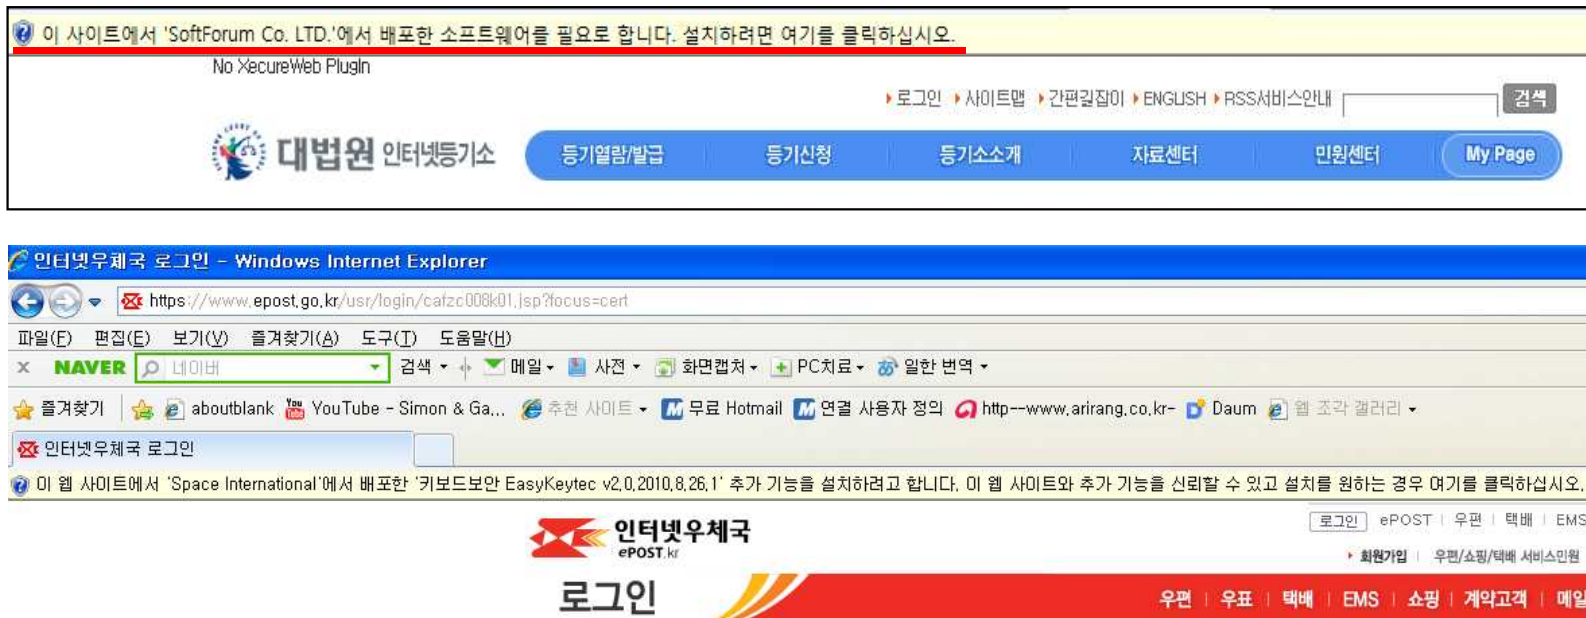 이 사이트에서 'SoftForum Co. LTD.'에서 배포한 소프트웨어를 필요로 합니다. 설치하려면 여기를 클릭하십시오.
No XecureWeb PlugIn
로그인 사이트맵 간편길잡이 ENGLISH RSS서비스안내 검색
대법원 인터넷등기소 등기열람/발급 등기신청 등기소소개 자료센터 민원센터 My Page
인터넷우체국 로그인 - Windows Internet Explorer
https://www.epost.go.kr/usr/login/cafzc008k01.jsp?focus=cert
파일(F) 편집(E) 보기(V) 즐겨찾기(A) 도구(T) 도움말(H)
x NAVER 네이버 검색 메일 사전 화면캡처 PC치료 일한 번역
즐겨찾기 aboutblank YouTube - Simon & Ga... 추천 사이트 무료 Hotmail 연결 사용자 정의 http--www.arirang.co.kr- Daum 웹 조각 갤러리
인터넷우체국 로그인
이 웹 사이트에서 'Space International'에서 배포한 '키보드보안 EasyKeytec v2.0.2010.8.26.1' 추가 기능을 설치하려고 합니다. 이 웹 사이트와 추가 기능을 신뢰할 수 있고 설치를 원하는 경우 여기를 클릭하십시오.
인터넷우체국 로그인 ePOST 우편 택배 EMS
ePOST.kr 회원가입 우편/쇼핑/택배 서비스민원
로그인 우편 우표 택배 EMS 쇼핑 계약고객 메일